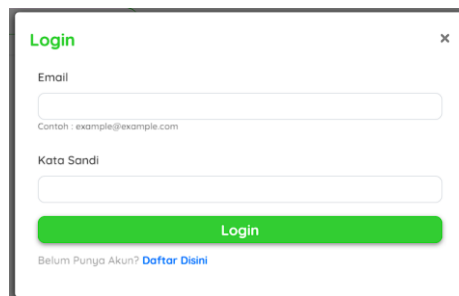 Login
×
Email
Contoh : example@example.com
Kata Sandi
Login
Belum Punya Akun? Daftar Disini